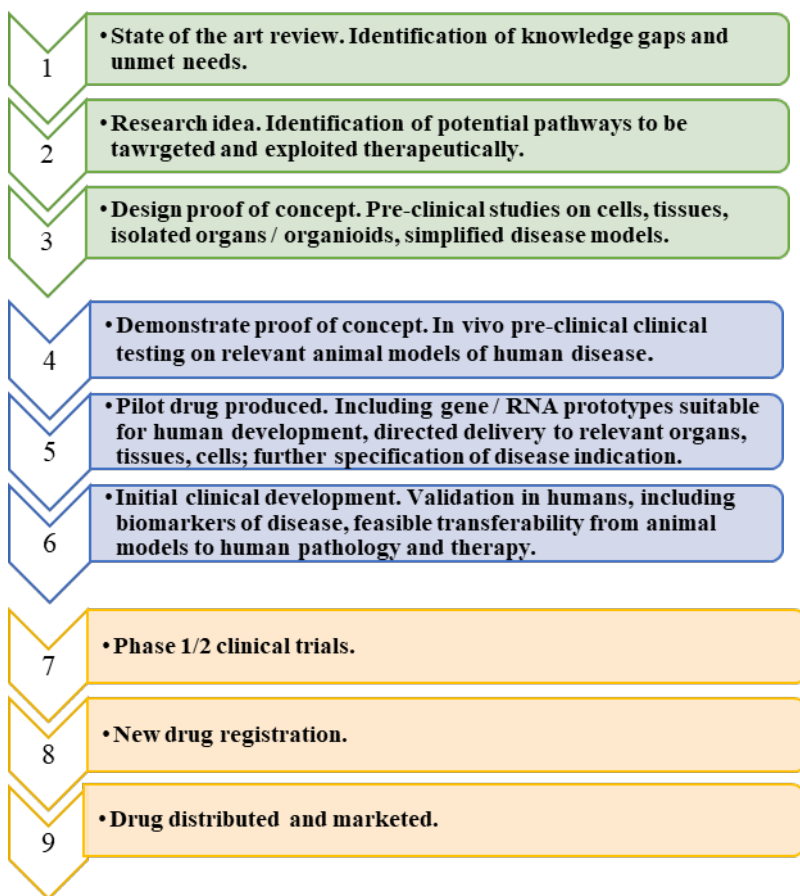 1
• State of the art review. Identification of knowledge gaps and
unmet needs.
2
• Research idea. Identification of potential pathways to be
tawrgeted and exploited therapeutically.
3
• Design proof of concept. Pre-clinical studies on cells, tissues,
isolated organs / organioids, simplified disease models.
4
• Demonstrate proof of concept. In vivo pre-clinical clinical
testing on relevant animal models of human disease.
5
• Pilot drug produced. Including gene / RNA prototypes suitable
for human development, directed delivery to relevant organs,
tissues, cells; further specification of disease indication.
6
• Initial clinical development. Validation in humans, including
biomarkers of disease, feasible transferability from animal
models to human pathology and therapy.
7
• Phase 1/2 clinical trials.
8
• New drug registration.
9
• Drug distributed and marketed.